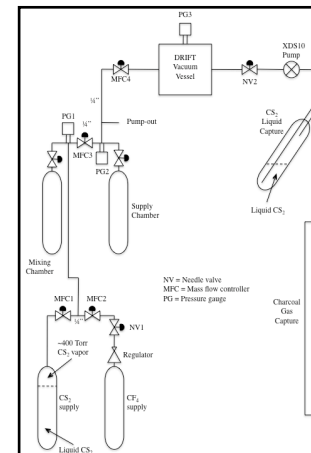 PG3
XDS10
Pump
DRIFT
Vacuum
Vessel
MFC4
NV2
¼"
CS2
Liquid
Capture
PG1
¼"
Pump-out
MFC3
PG2
Supply
Chamber
Liquid CS2
Mixing
Chamber
NV = Needle valve
MFC = Mass flow controller
PG = Pressure gauge
MFC1
MFC2
¼"
NV1
Charcoal
Gas
Capture
~400 Torr
CS2 vapor
Regulator
CS2
supply
CF4
supply
Liquid CS2